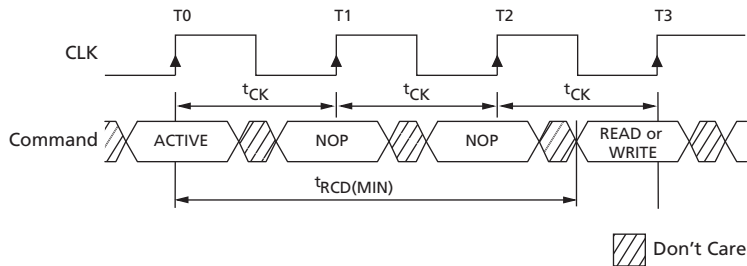 T0 T1 T2 T3
CLK
tCK tCK tCK
Command ACTIVE NOP NOP READ or
WRITE
tRCD(MIN)
Don't Care